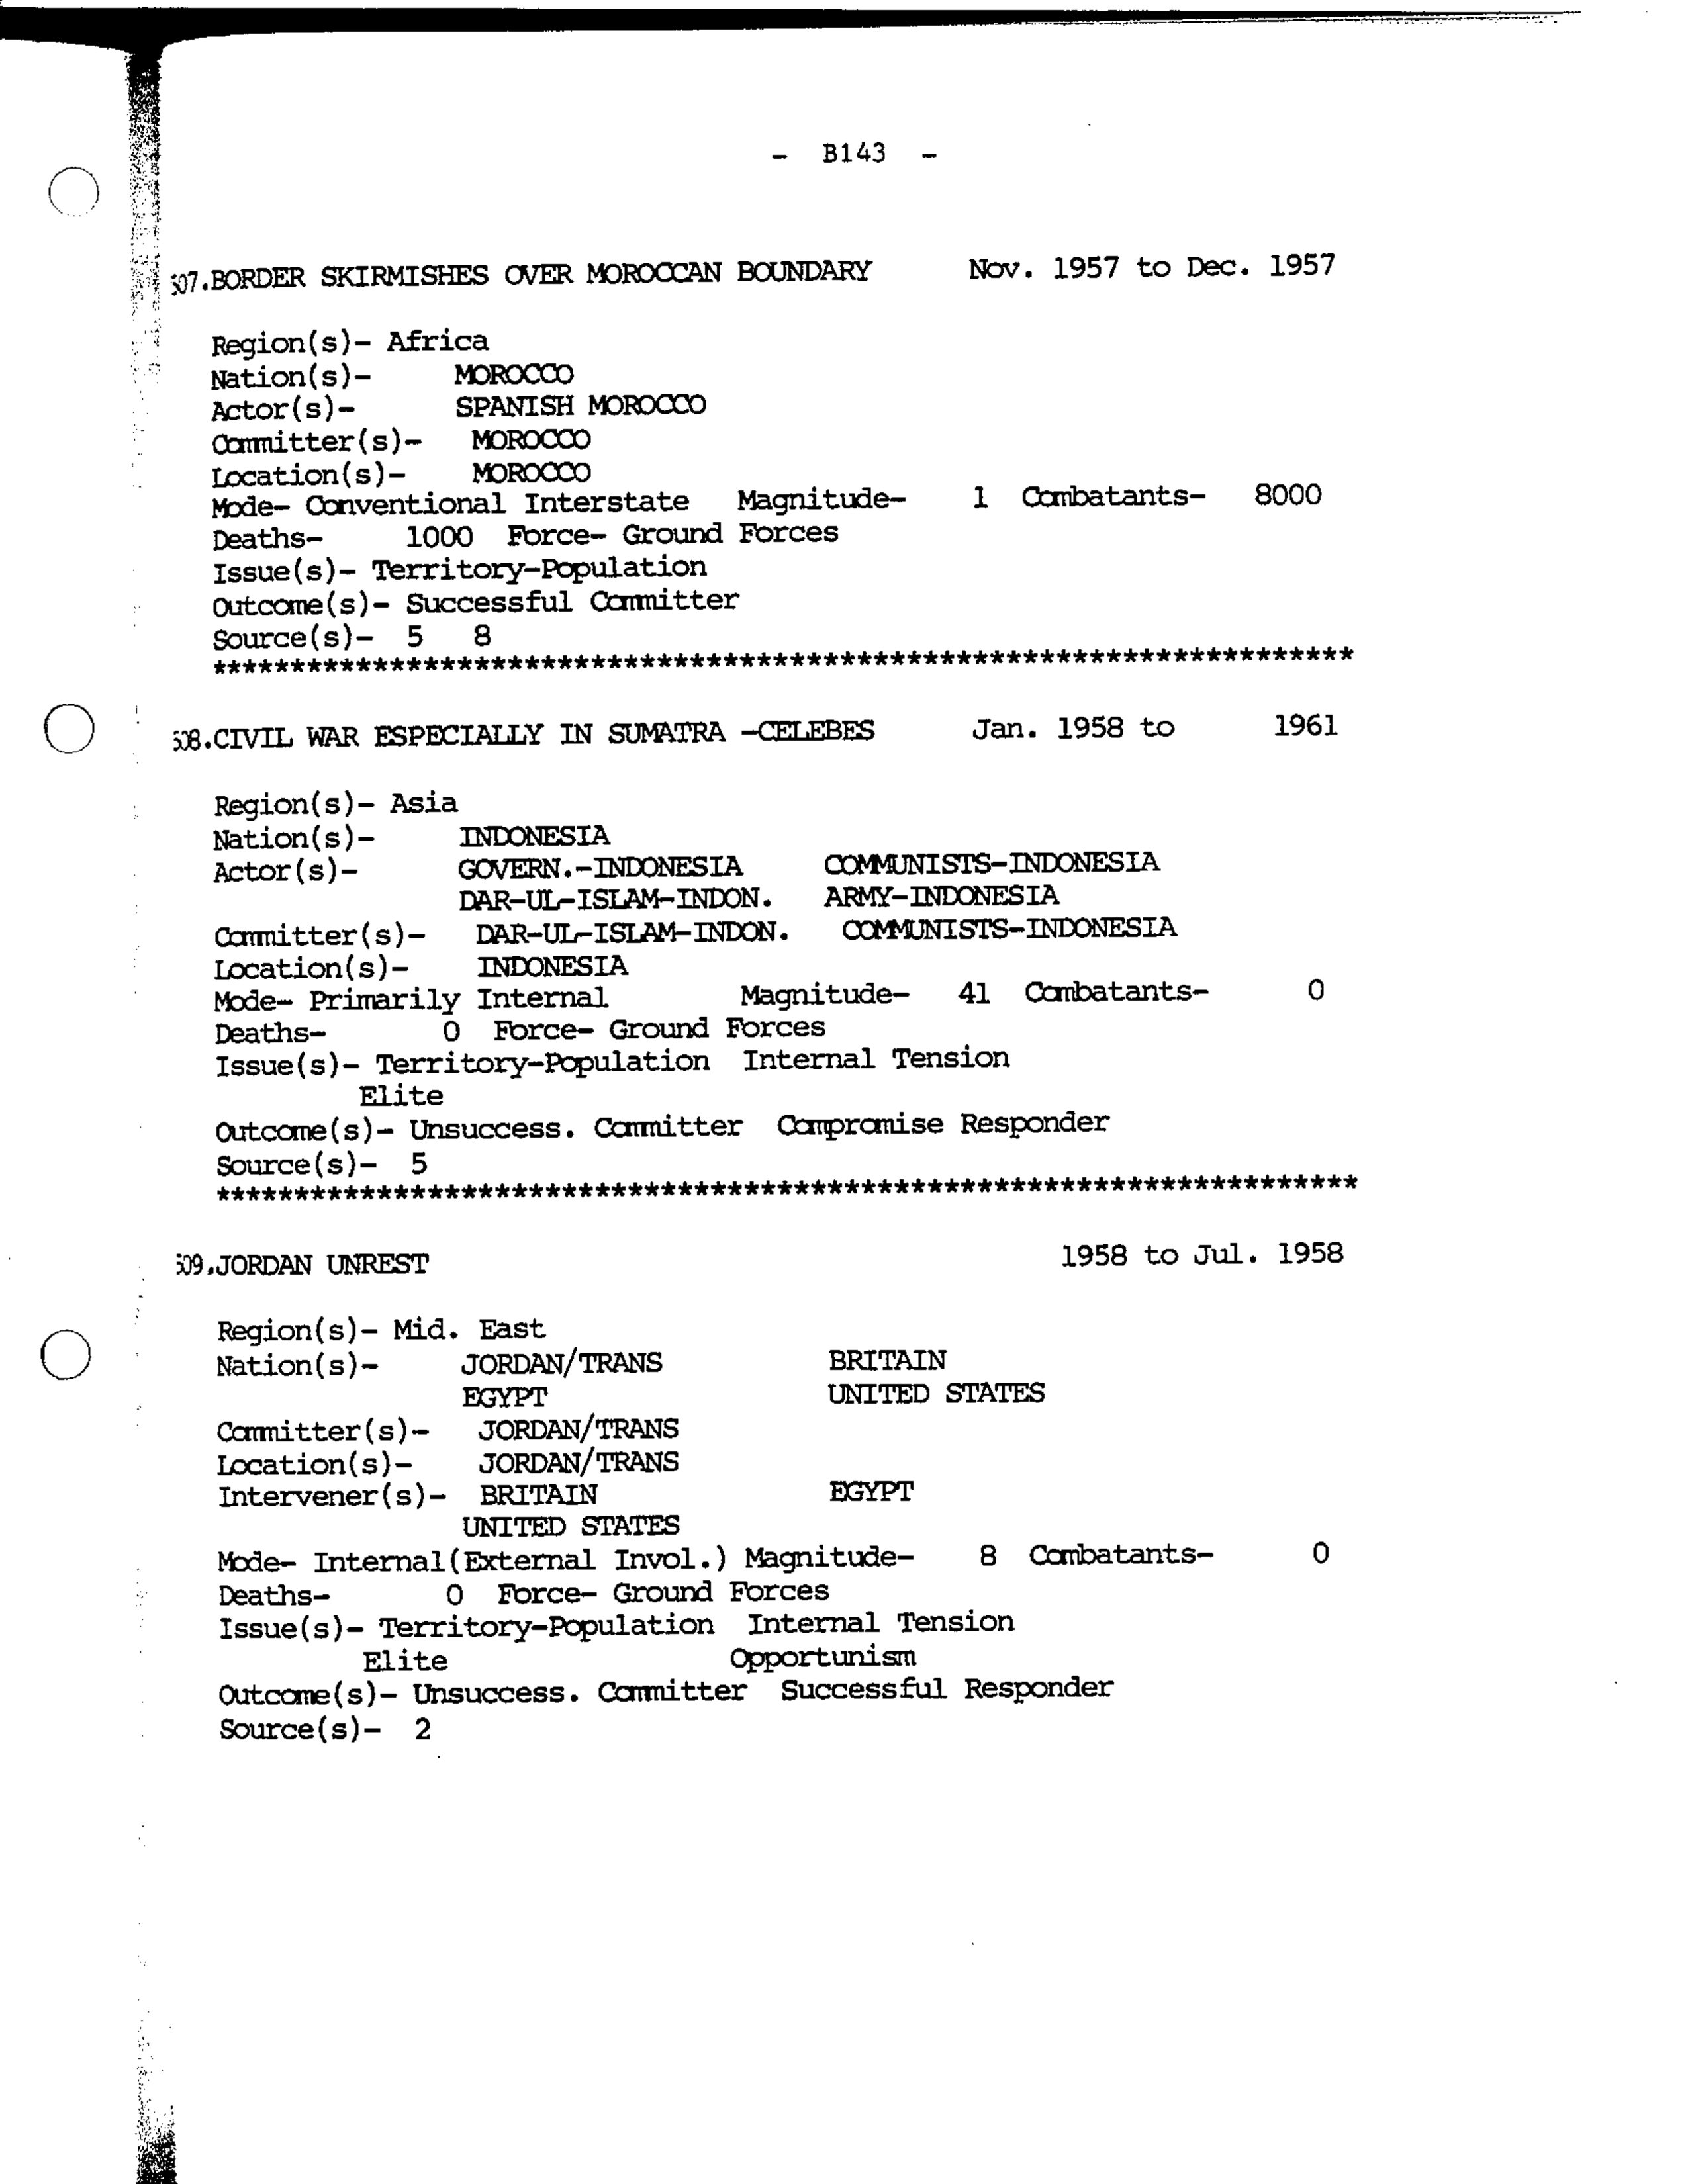 - B143 -
507.BORDER SKIRMISHES OVER MOROCCAN BOUNDARY Nov. 1957 to Dec. 1957
Region(s)- Africa
Nation(s)- MOROCCO
Actor(s)- SPANISH MOROCCO
Committer(s)- MOROCCO
Location(s)- MOROCCO
Mode- Conventional Interstate Magnitude- 1 Combatants- 8000
Deaths- 1000 Force- Ground Forces
Issue(s)- Territory-Population
Outcome(s)- Successful Committer
Source(s)- 5 8
********************************************************************
508.CIVIL WAR ESPECIALLY IN SUMATRA -CELEBES Jan. 1958 to 1961
Region(s)- Asia
Nation(s)- INDONESIA
Actor(s)- GOVERN.-INDONESIA COMMUNISTS-INDONESIA
DAR-UL-ISLAM-INDON. ARMY-INDONESIA
Committer(s)- DAR-UL-ISLAM-INDON. COMMUNISTS-INDONESIA
Location(s)- INDONESIA
Mode- Primarily Internal Magnitude- 41 Combatants- 0
Deaths- 0 Force- Ground Forces
Issue(s)- Territory-Population Internal Tension
Elite
Outcome(s)- Unsuccess. Committer Compromise Responder
Source(s)- 5
********************************************************************
509.JORDAN UNREST 1958 to Jul. 1958
Region(s)- Mid. East
Nation(s)- JORDAN/TRANS BRITAIN
EGYPT UNITED STATES
Committer(s)- JORDAN/TRANS
Location(s)- JORDAN/TRANS
Intervener(s)- BRITAIN EGYPT
UNITED STATES
Mode- Internal(External Invol.) Magnitude- 8 Combatants- 0
Deaths- 0 Force- Ground Forces
Issue(s)- Territory-Population Internal Tension
Elite Opportunism
Outcome(s)- Unsuccess. Committer Successful Responder
Source(s)- 2